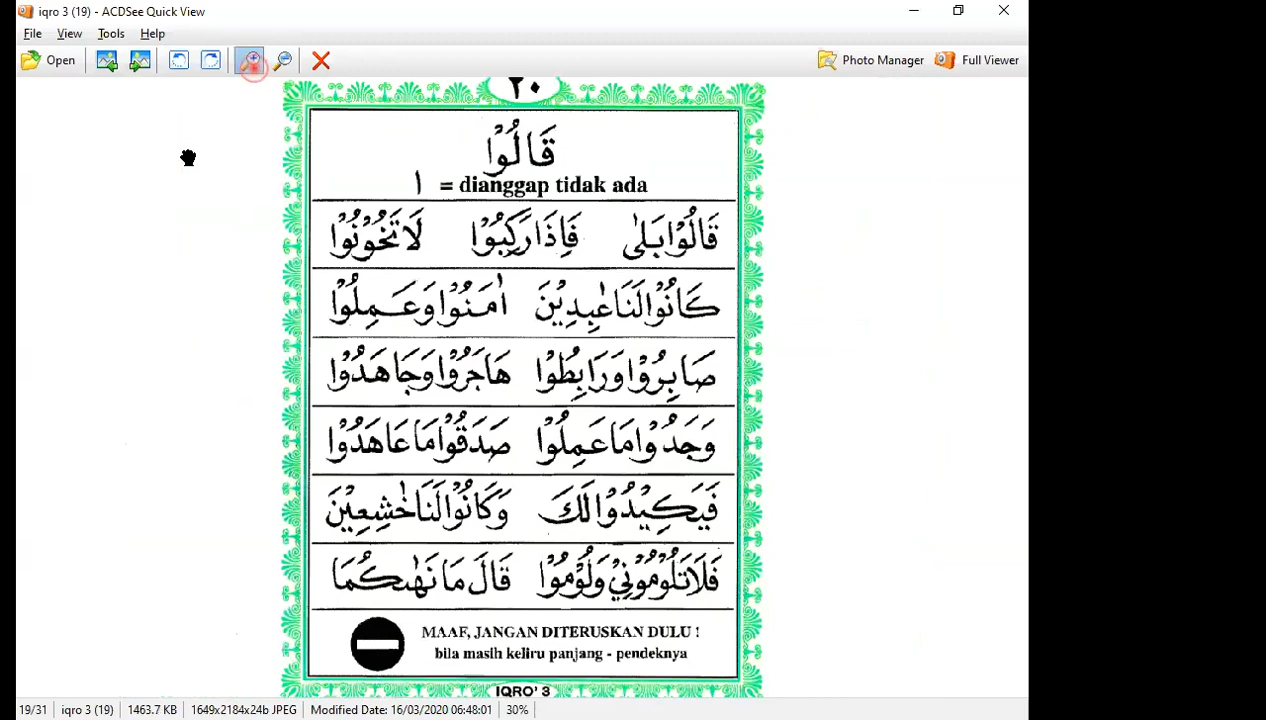 iqro 3 (19) - ACDSee Quick View
File View Tools Help
Open Photo Manager Full Viewer
٢٠
قَالُوْا
ا = dianggap tidak ada
قَالُوْا بَلٰى فَاِذَا رَكِبُوْا لَا تَخُوْنُوْا
كَانُوْا لَنَا عٰبِدِيْنَ اٰمَنُوْا وَعَمِلُوْا
صَابِرُوْا وَرَابِطُوْا هَاجَرُوْا وَجَاهَدُوْا
وَجَدُوْا مَا عَمِلُوْا صَدَقُوْا مَا عَاهَدُوْا
فَيَكِيْدُوْا لَكَ وَكَانُوْا لَنَا خٰشِعِيْنَ
فَلَا تَلُوْمُوْنِيْ وَلُوْمُوْا قَالَ مَا نَهٰىكُمَا
MAAF, JANGAN DITERUSKAN DULU !
bila masih keliru panjang - pendeknya
IQRO' 3
19/31 iqro 3 (19) 1463.7 KB 1649x2184x24b JPEG Modified Date: 16/03/2020 06:48:01 30%